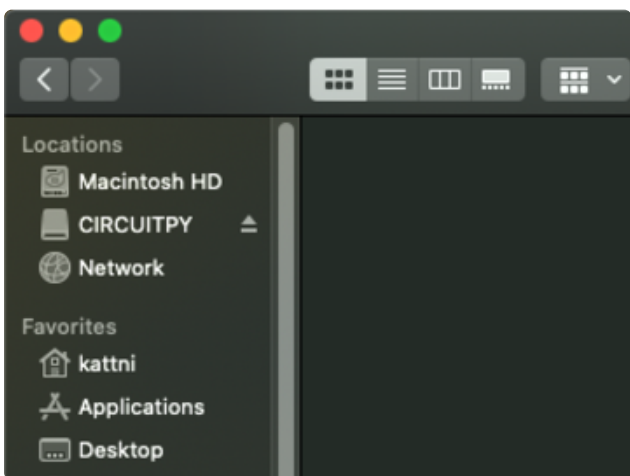 Locations
Macintosh HD
CIRCUITPY
Network
Favorites
kattni
Applications
Desktop